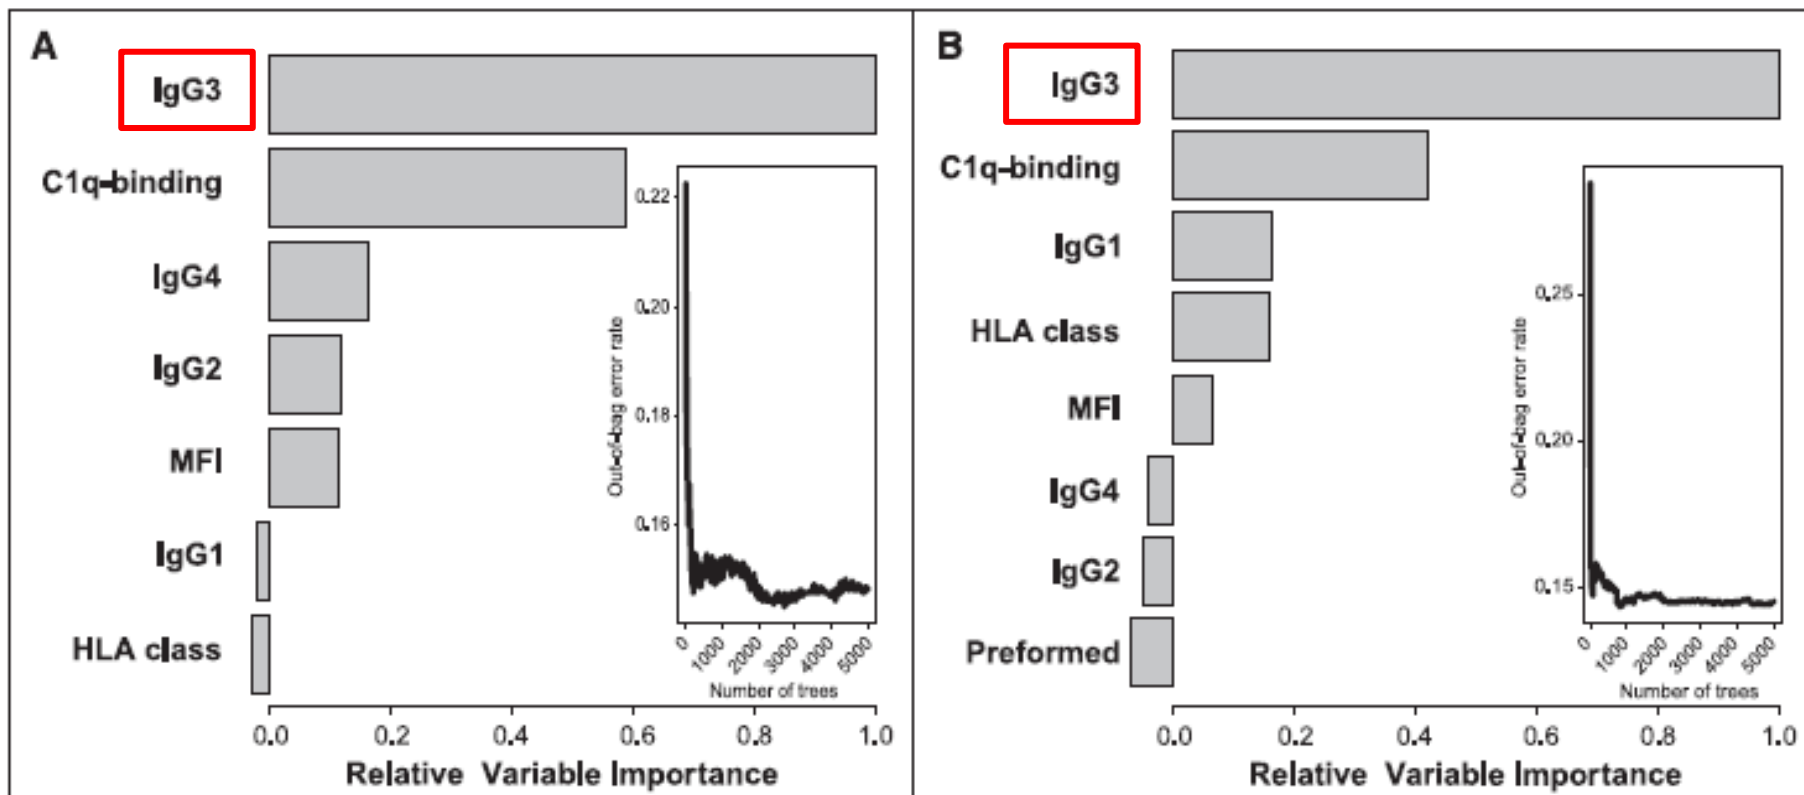 A
IgG3
C1q-binding
IgG4
IgG2
MFI
IgG1
HLA class
0.0 0.2 0.4 0.6 0.8 1.0
Relative Variable Importance
Out-of-bag error rate
0.22
0.20
0.18
0.16
0 1000 2000 3000 4000 5000
Number of trees
B
IgG3
C1q-binding
IgG1
HLA class
MFI
IgG4
IgG2
Preformed
0.0 0.2 0.4 0.6 0.8 1.0
Relative Variable Importance
Out-of-bag error rate
0.25
0.20
0.15
0 1000 2000 3000 4000 5000
Number of trees